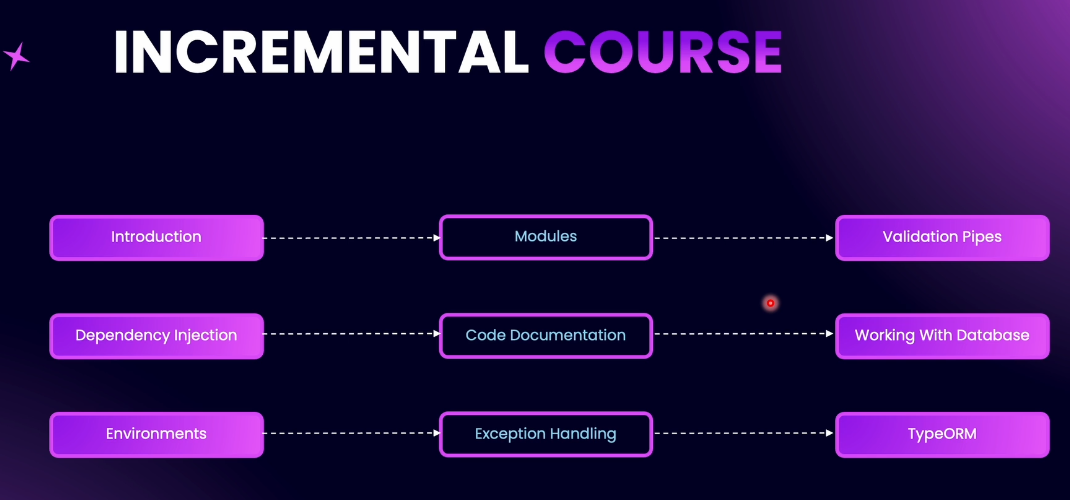 INCREMENTAL COURSE
Introduction
Modules
Validation Pipes
Dependency Injection
Code Documentation
Working With Database
Environments
Exception Handling
TypeORM